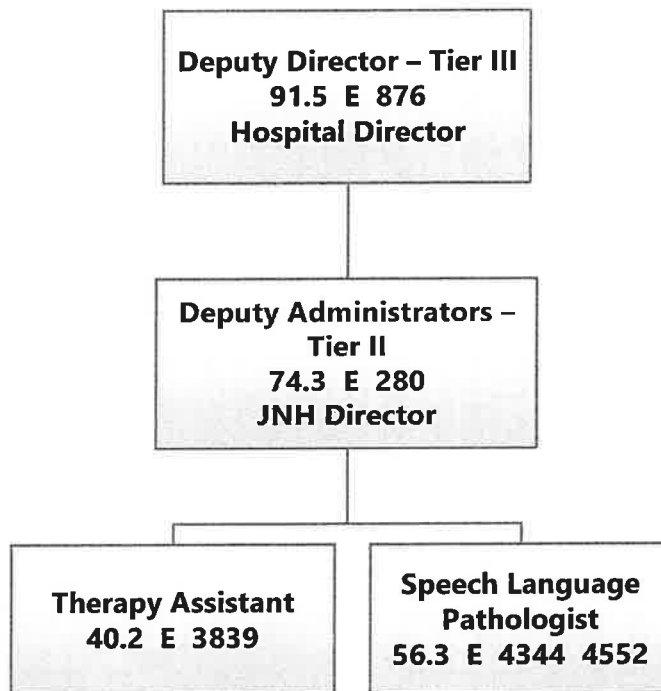 Deputy Director – Tier III
91.5 E 876
Hospital Director
Deputy Administrators –
Tier II
74.3 E 280
JNH Director
Therapy Assistant
40.2 E 3839
Speech Language
Pathologist
56.3 E 4344 4552